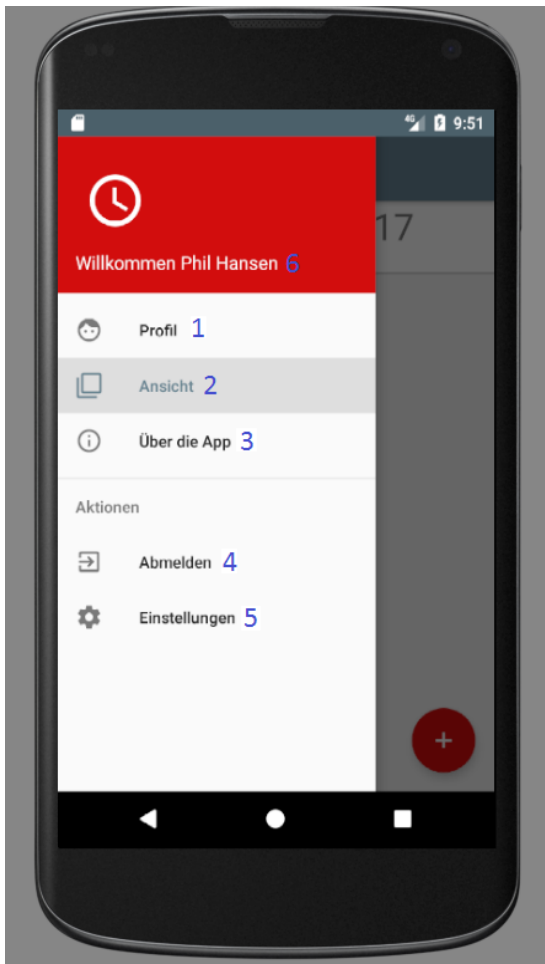 4G 9:51
17
Willkommen Phil Hansen 6
Profil 1
Ansicht 2
Über die App 3
Aktionen
Abmelden 4
Einstellungen 5
+